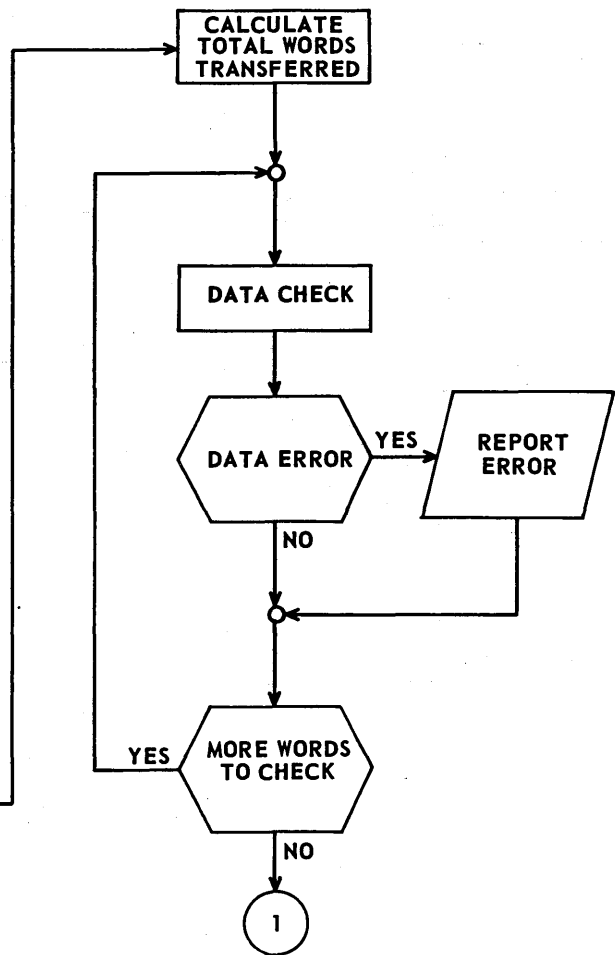 CALCULATE
TOTAL WORDS
TRANSFERRED
DATA CHECK
DATA ERROR
YES
REPORT
ERROR
NO
MORE WORDS
TO CHECK
YES
NO
1